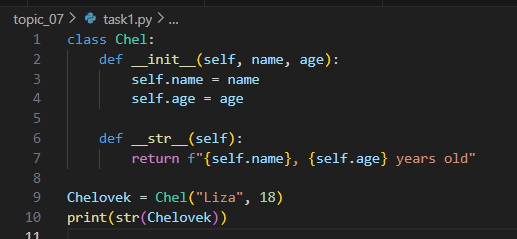 topic_07 > task1.py > ...
1 class Chel:
2     def __init__(self, name, age):
3         self.name = name
4         self.age = age
5
6     def __str__(self):
7         return f"{self.name}, {self.age} years old"
8
9 Chelovek = Chel("Liza", 18)
10 print(str(Chelovek))
11